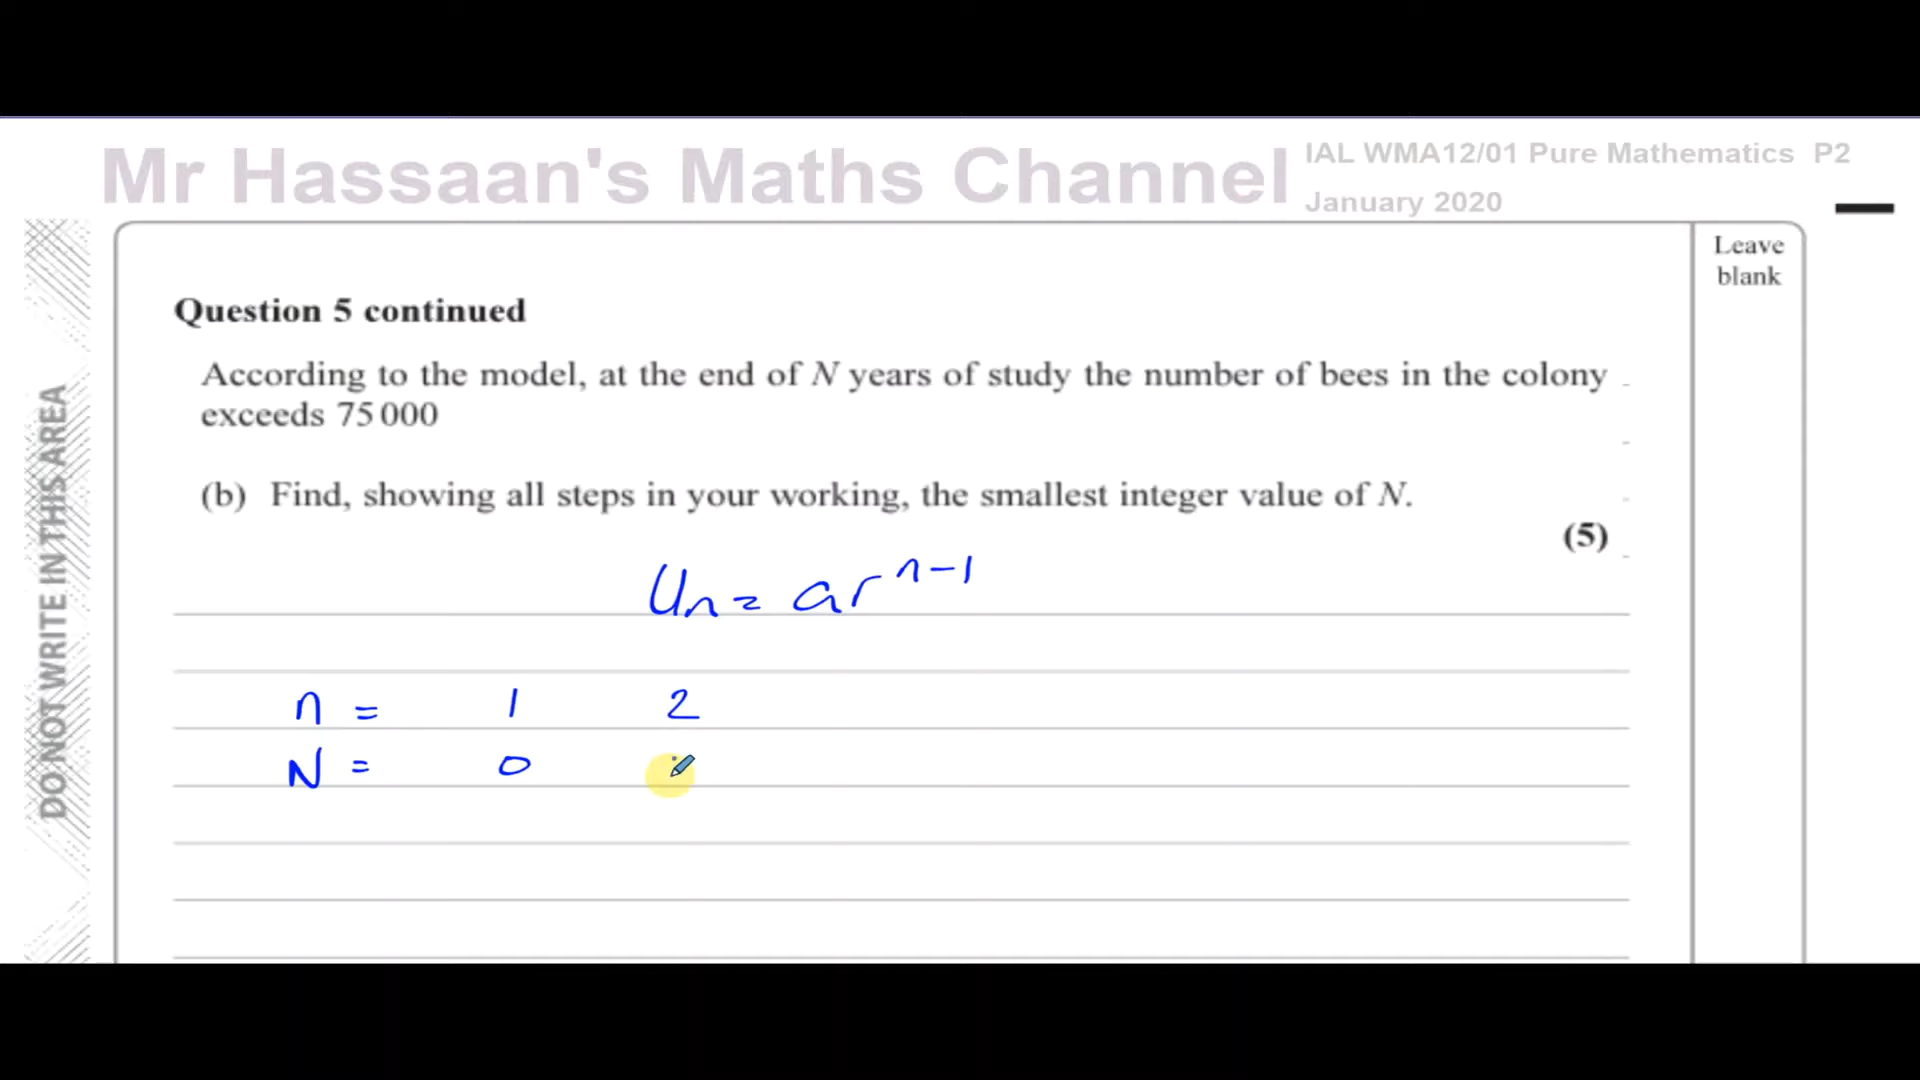 Mr Hassaan's Maths Channel
IAL WMA12/01 Pure Mathematics P2
January 2020
Leave
blank
DO NOT WRITE IN THIS AREA
Question 5 continued
According to the model, at the end of N years of study the number of bees in the colony
exceeds 75 000
(b) Find, showing all steps in your working, the smallest integer value of N.
(5)
Un = ar^{n-1}
n = 1 2
N = 0